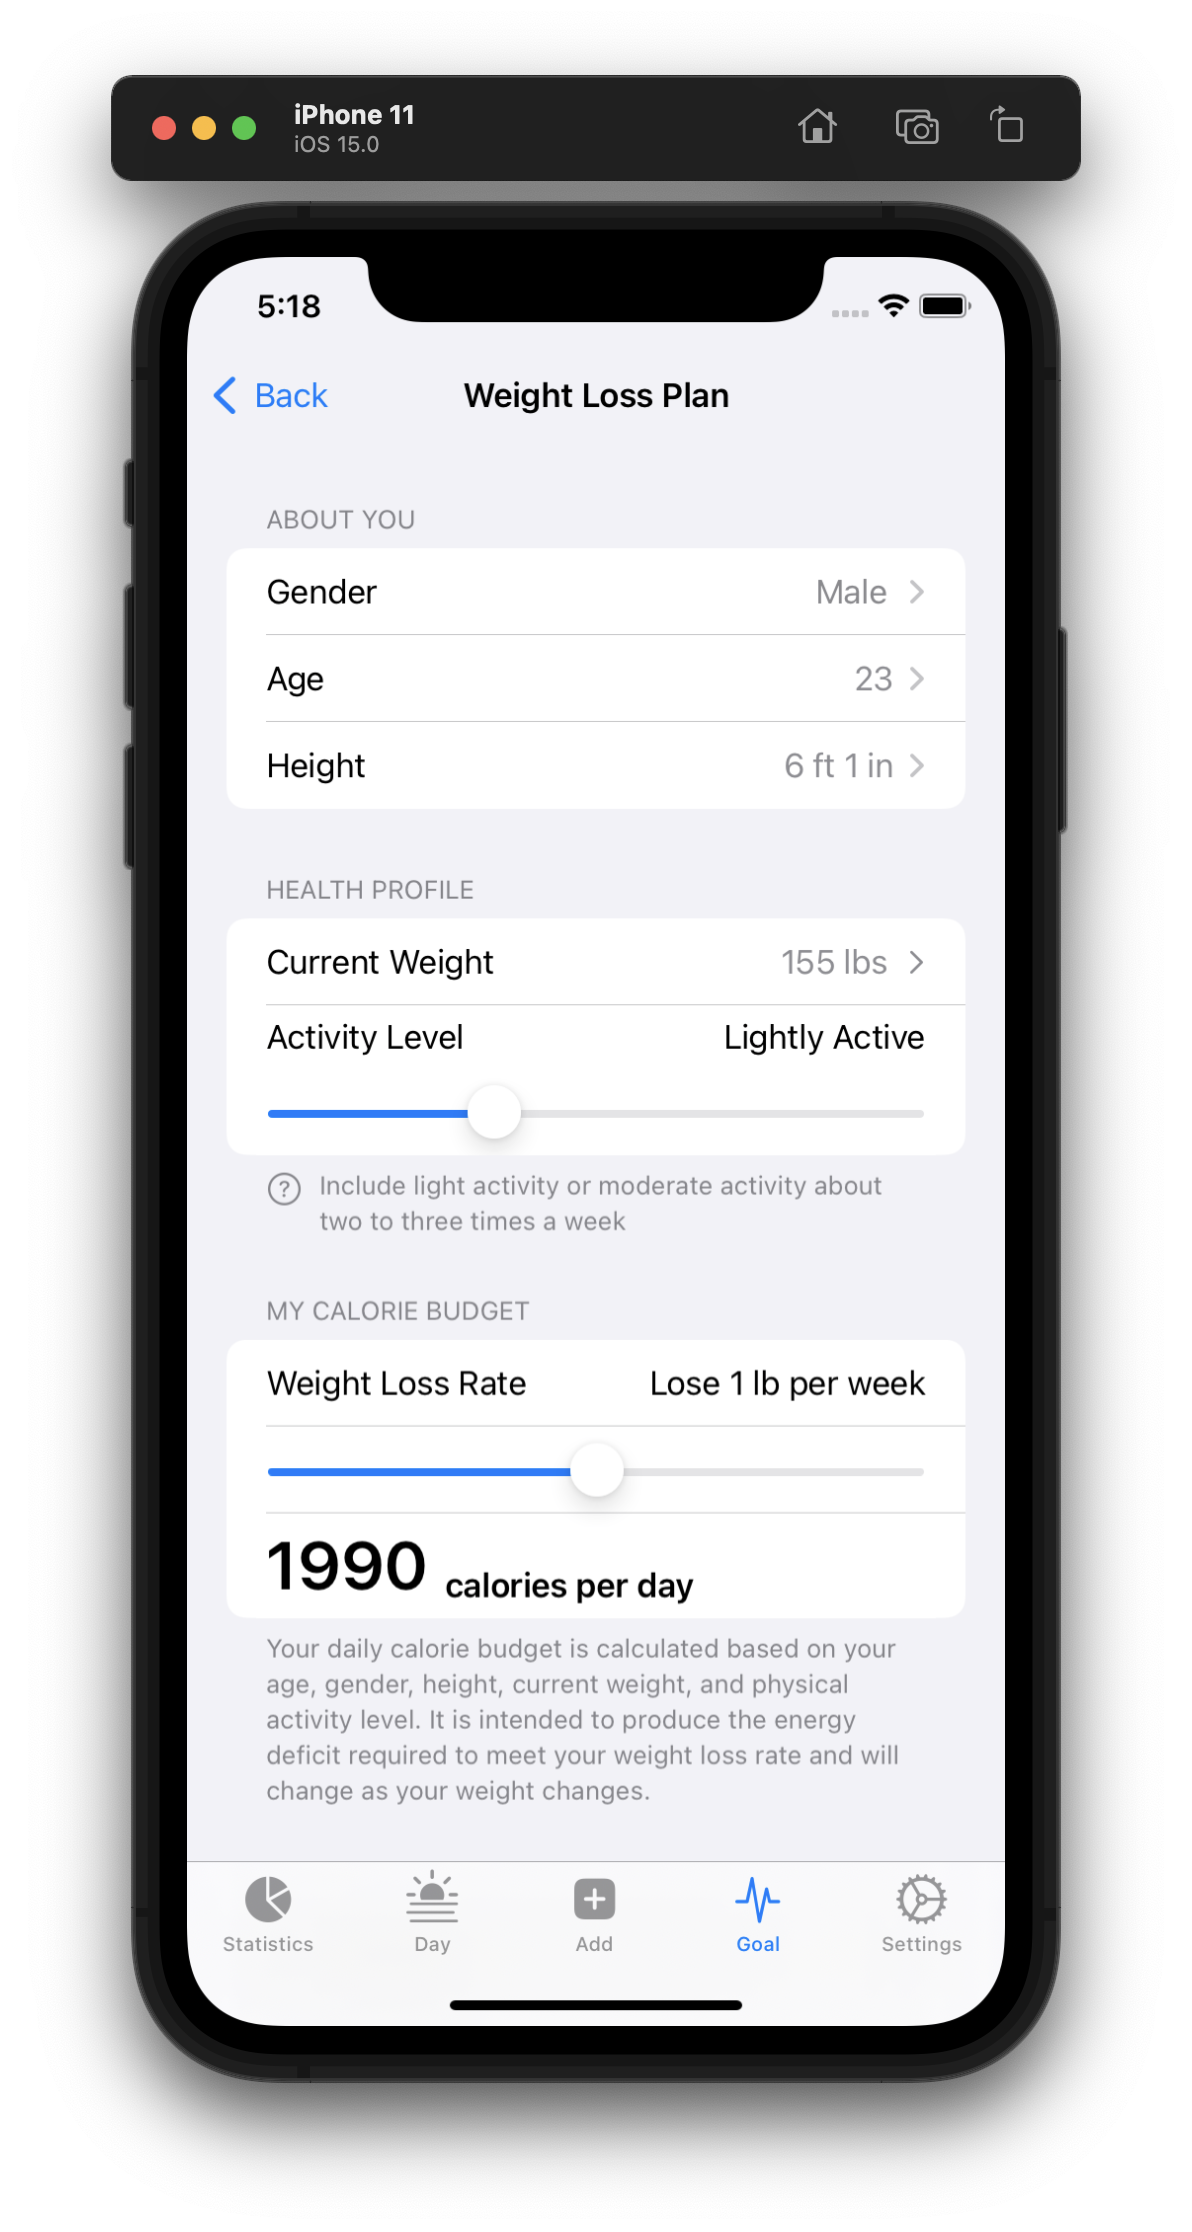 iPhone 11
iOS 15.0
5:18
Back
Weight Loss Plan
ABOUT YOU
Gender Male
Age 23
Height 6 ft 1 in
HEALTH PROFILE
Current Weight 155 lbs
Activity Level Lightly Active
? Include light activity or moderate activity about
two to three times a week
MY CALORIE BUDGET
Weight Loss Rate Lose 1 lb per week
1990 calories per day
Your daily calorie budget is calculated based on your
age, gender, height, current weight, and physical
activity level. It is intended to produce the energy
deficit required to meet your weight loss rate and will
change as your weight changes.
Statistics Day Add Goal Settings